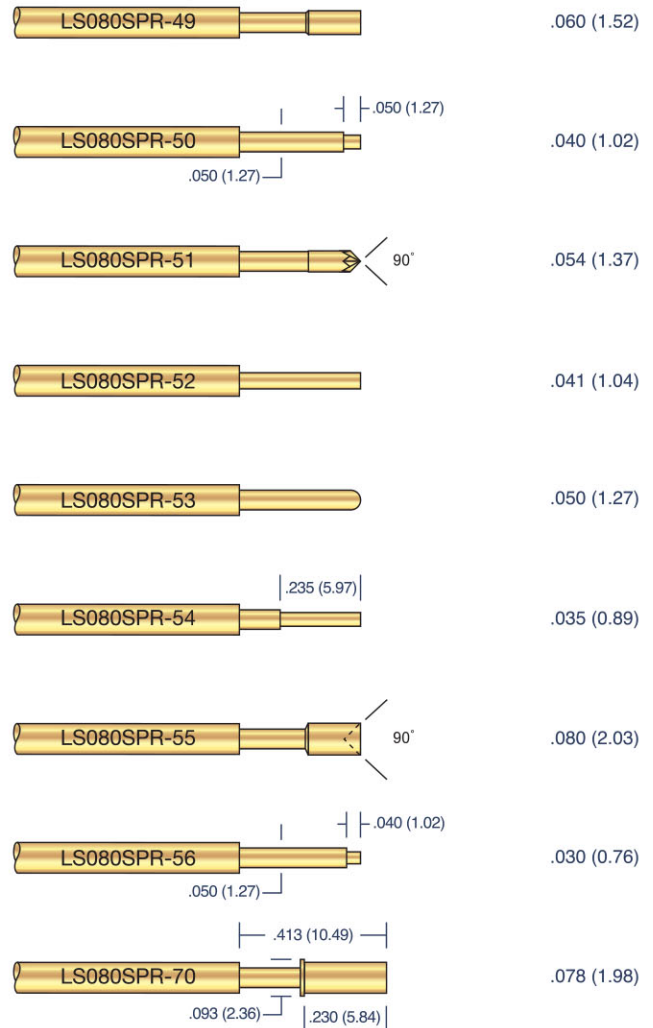 LS080SPR-49 .060 (1.52)
.050 (1.27)
LS080SPR-50 .040 (1.02)
.050 (1.27)
LS080SPR-51 90° .054 (1.37)
LS080SPR-52 .041 (1.04)
LS080SPR-53 .050 (1.27)
.235 (5.97)
LS080SPR-54 .035 (0.89)
LS080SPR-55 90° .080 (2.03)
.040 (1.02)
LS080SPR-56 .030 (0.76)
.050 (1.27)
.413 (10.49)
LS080SPR-70 .078 (1.98)
.093 (2.36) .230 (5.84)